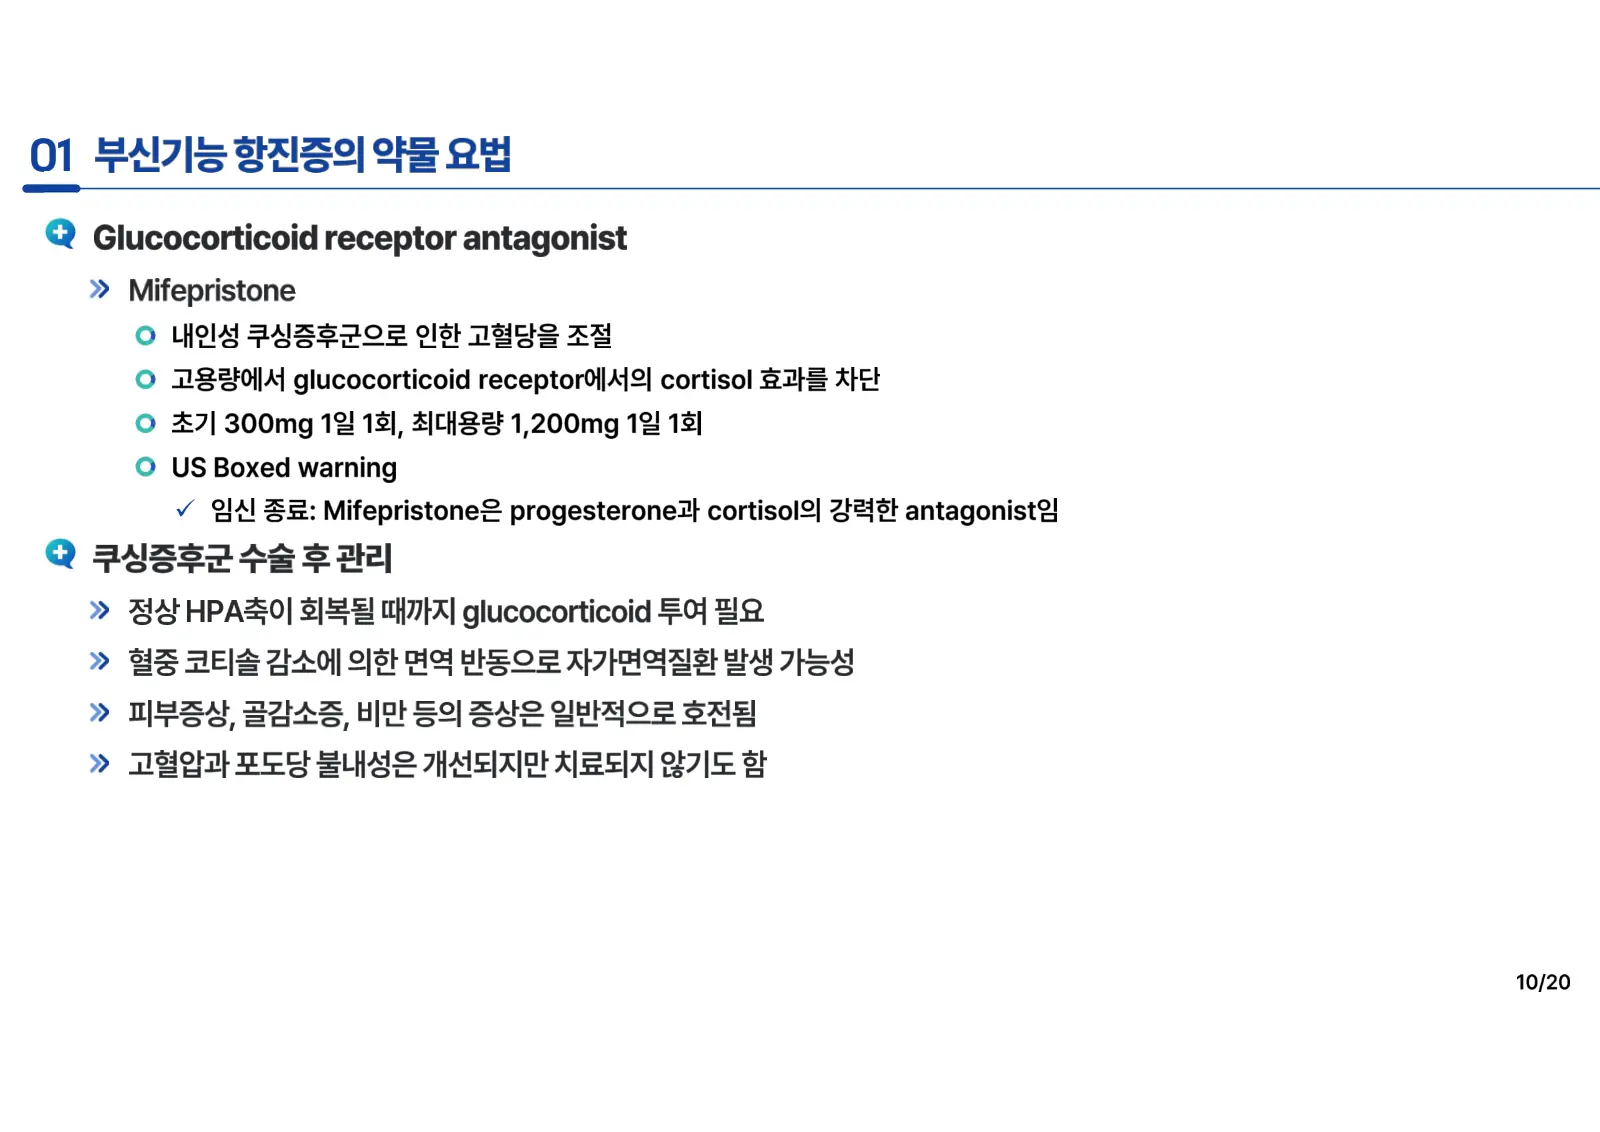 01 부신기능 항진증의 약물 요법
Glucocorticoid receptor antagonist
Mifepristone
내인성 쿠싱증후군으로 인한 고혈당을 조절
고용량에서 glucocorticoid receptor에서의 cortisol 효과를 차단
초기 300mg 1일 1회, 최대용량 1,200mg 1일 1회
US Boxed warning
임신 종료: Mifepristone은 progesterone과 cortisol의 강력한 antagonist임
쿠싱증후군 수술 후 관리
정상 HPA축이 회복될 때까지 glucocorticoid 투여 필요
혈중 코티솔 감소에 의한 면역 반동으로 자가면역질환 발생 가능성
피부증상, 골감소증, 비만 등의 증상은 일반적으로 호전됨
고혈압과 포도당 불내성은 개선되지만 치료되지 않기도 함
10/20